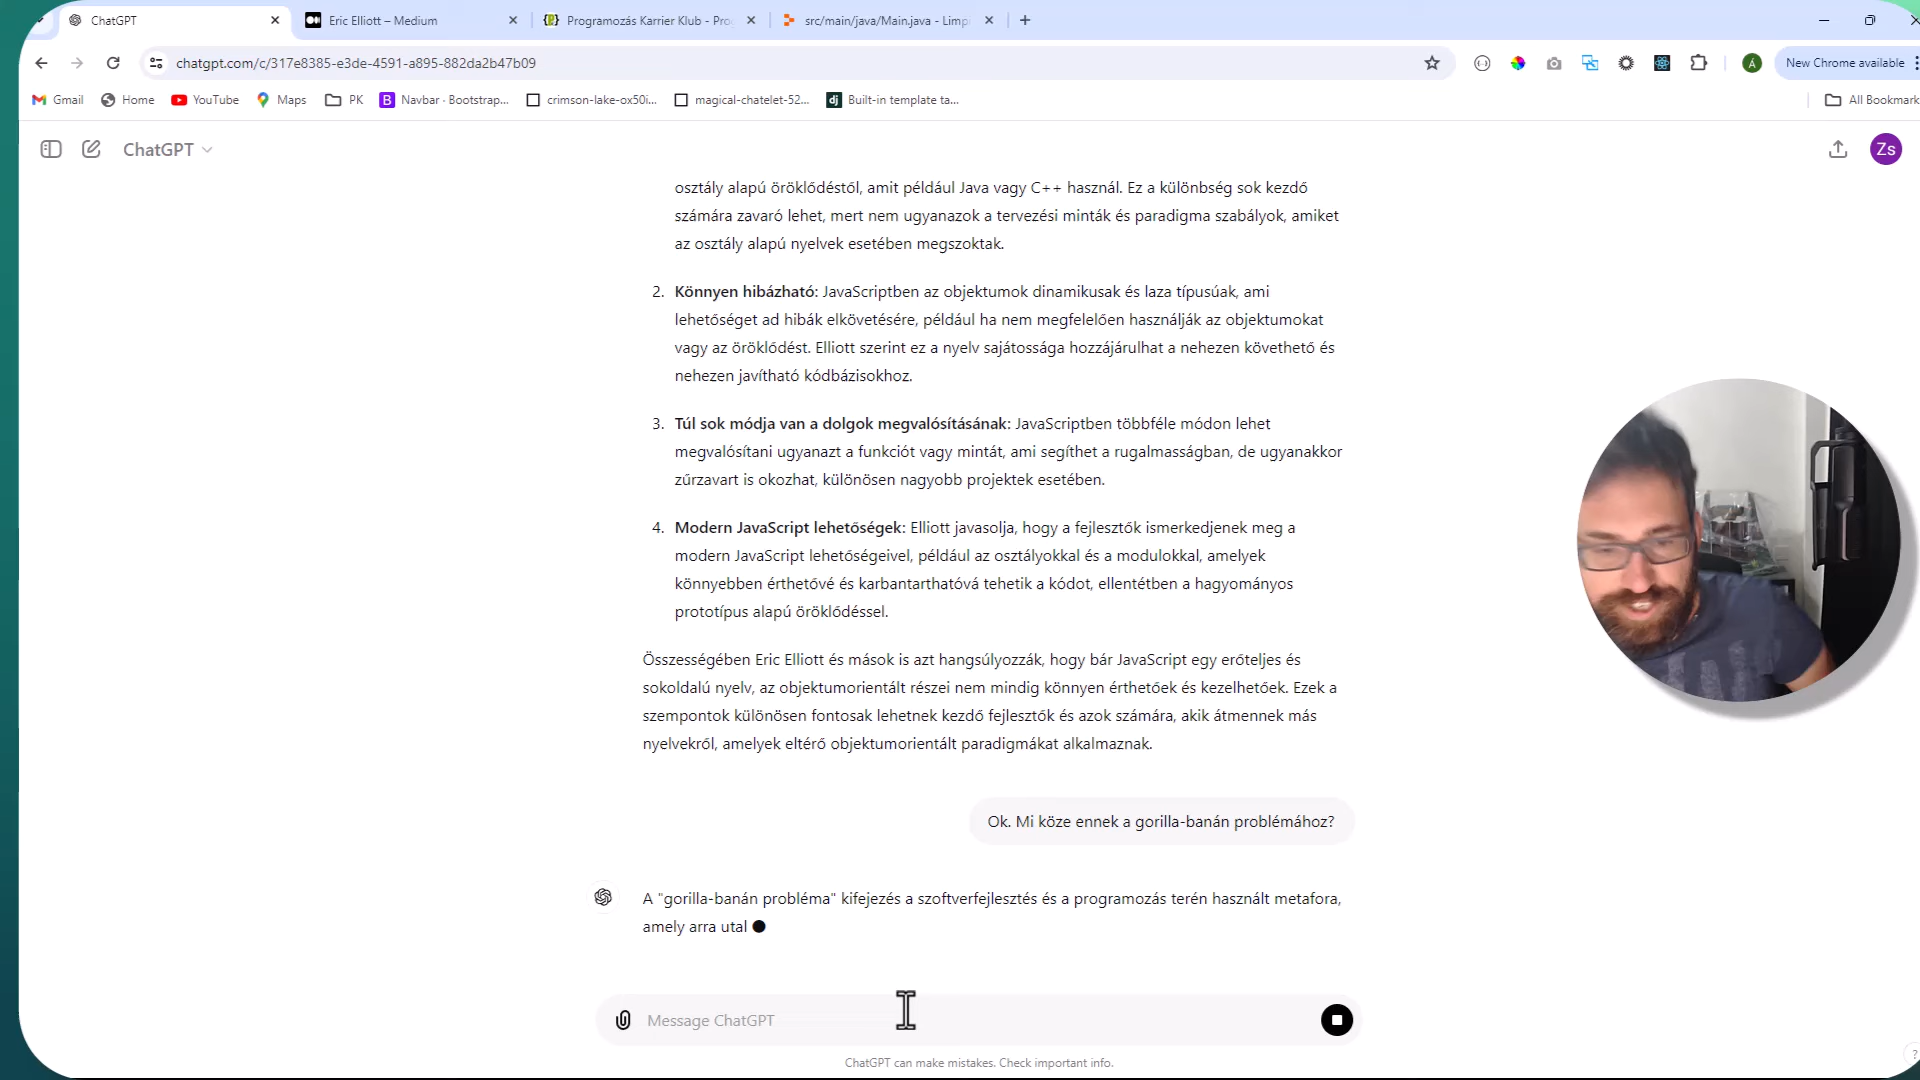 ChatGPT
Eric Elliott – Medium
Programozás Karrier Klub - Pro
src/main/java/Main.java - Limp
chatgpt.com/c/317e8385-e3de-4591-a895-882da2b47b09
New Chrome available
Gmail
Home
YouTube
Maps
PK
Navbar · Bootstrap...
crimson-lake-ox50i...
magical-chatelet-52...
Built-in template ta...
All Bookmark
ChatGPT
Zs
osztály alapú öröklődéstől, amit például Java vagy C++ használ. Ez a különbség sok kezdő
számára zavaró lehet, mert nem ugyanazok a tervezési minták és paradigma szabályok, amiket
az osztály alapú nyelvek esetében megszoktak.
2. Könnyen hibázható: JavaScriptben az objektumok dinamikusak és laza típusúak, ami
lehetőséget ad hibák elkövetésére, például ha nem megfelelően használják az objektumokat
vagy az öröklődést. Elliott szerint ez a nyelv sajátossága hozzájárulhat a nehezen követhető és
nehezen javítható kódbázisokhoz.
3. Túl sok módja van a dolgok megvalósításának: JavaScriptben többféle módon lehet
megvalósítani ugyanazt a funkciót vagy mintát, ami segíthet a rugalmasságban, de ugyanakkor
zűrzavart is okozhat, különösen nagyobb projektek esetében.
4. Modern JavaScript lehetőségek: Elliott javasolja, hogy a fejlesztők ismerkedjenek meg a
modern JavaScript lehetőségeivel, például az osztályokkal és a modulokkal, amelyek
könnyebben érthetővé és karbantarthatóvá tehetik a kódot, ellentétben a hagyományos
prototípus alapú öröklődéssel.
Összességében Eric Elliott és mások is azt hangsúlyozzák, hogy bár JavaScript egy erőteljes és
sokoldalú nyelv, az objektumorientált részei nem mindig könnyen érthetőek és kezelhetőek. Ezek a
szempontok különösen fontosak lehetnek kezdő fejlesztők és azok számára, akik átmennek más
nyelvekről, amelyek eltérő objektumorientált paradigmákat alkalmaznak.
Ok. Mi köze ennek a gorilla-banán problémához?
A "gorilla-banán probléma" kifejezés a szoftverfejlesztés és a programozás terén használt metafora,
amely arra utal
Message ChatGPT
ChatGPT can make mistakes. Check important info.